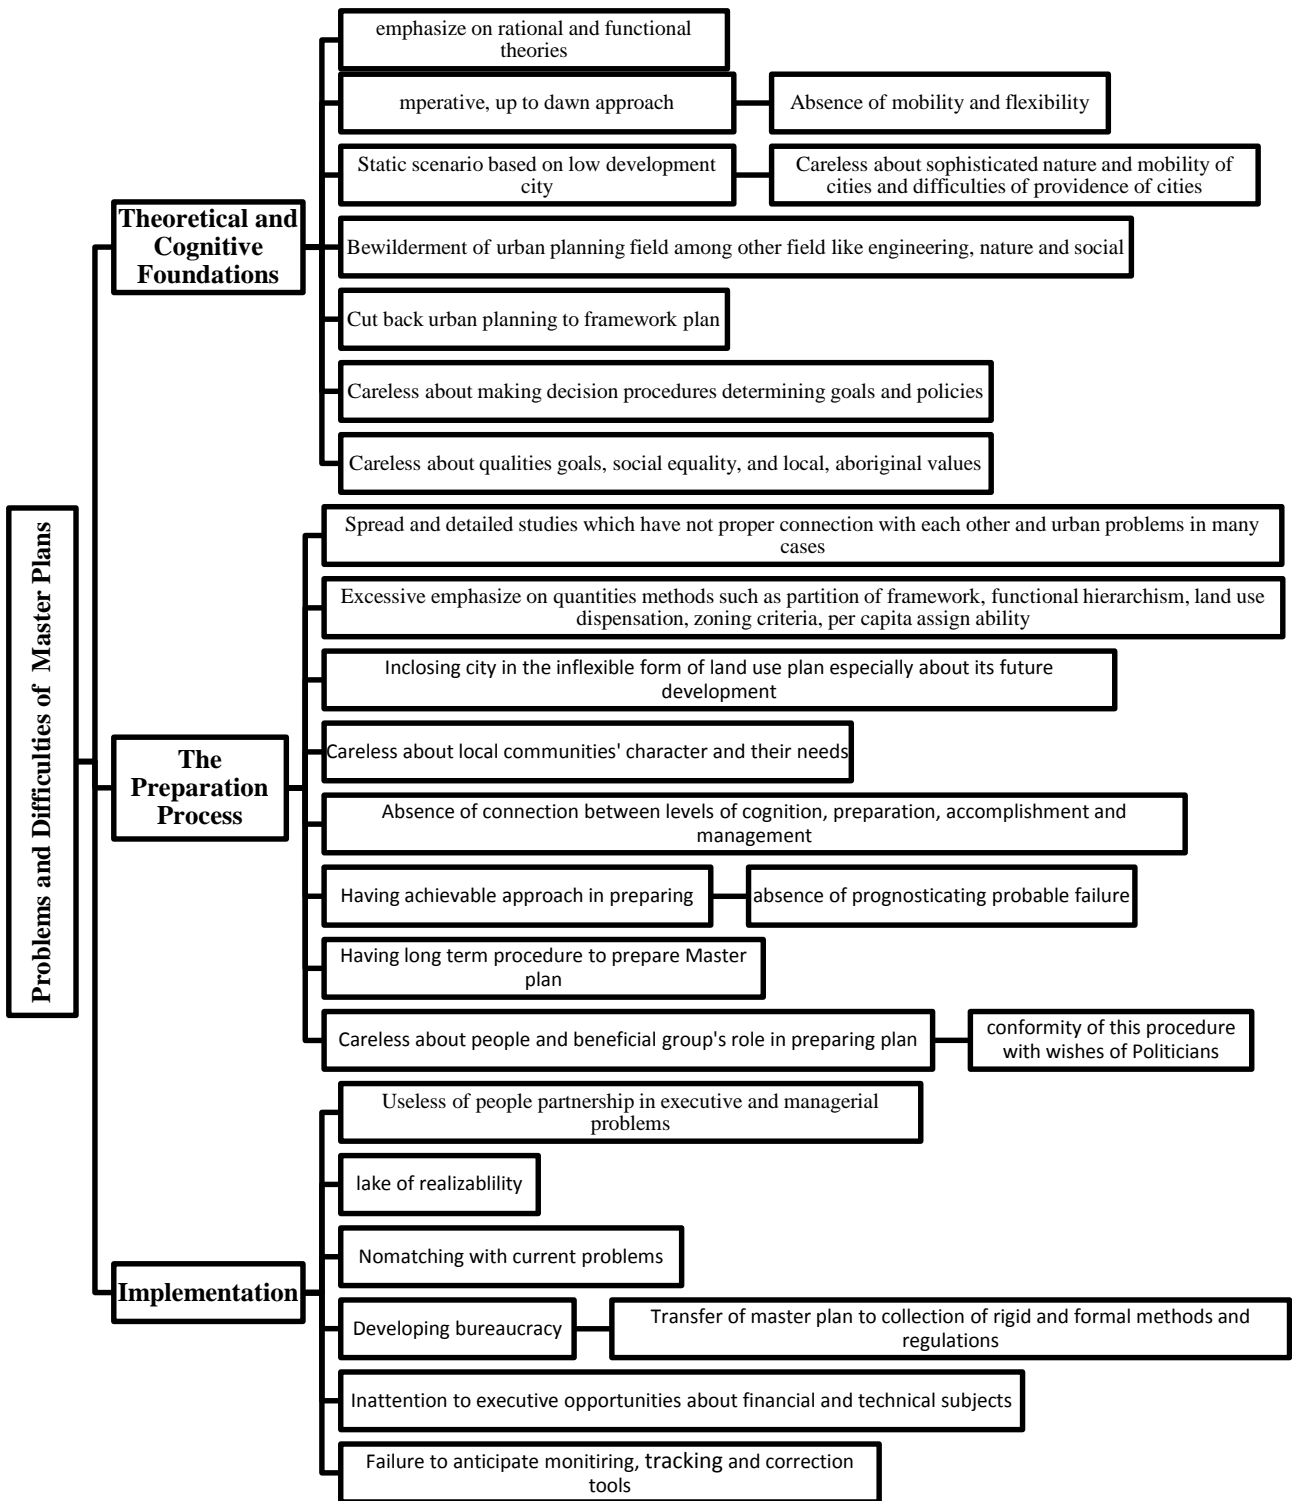 Problems and Difficulties of  Master Plans
Theoretical and
Cognitive
Foundations
emphasize on rational and functional
theories
mperative, up to dawn approach
Absence of mobility and flexibility
Static scenario based on low development
city
Careless about sophisticated nature and mobility of
cities and difficulties of providence of cities
Bewilderment of urban planning field among other field like engineering, nature and social
Cut back urban planning to framework plan
Careless about making decision procedures determining goals and policies
Careless about qualities goals, social equality, and local, aboriginal values
The
Preparation
Process
Spread and detailed studies which have not proper connection with each other and urban problems in many
cases
Excessive emphasize on quantities methods such as partition of framework, functional hierarchism, land use
dispensation, zoning criteria, per capita assign ability
Inclosing city in the inflexible form of land use plan especially about its future
development
Careless about local communities' character and their needs
Absence of connection between levels of cognition, preparation, accomplishment and
management
Having achievable approach in preparing
absence of prognosticating probable failure
Having long term procedure to prepare Master
plan
Careless about people and beneficial group's role in preparing plan
conformity of this procedure
with wishes of Politicians
Implementation
Useless of people partnership in executive and managerial
problems
lake of realizablility
Nomatching with current problems
Developing bureaucracy
Transfer of master plan to collection of rigid and formal methods and
regulations
Inattention to executive opportunities about financial and technical subjects
Failure to anticipate monitiring, tracking and correction
tools